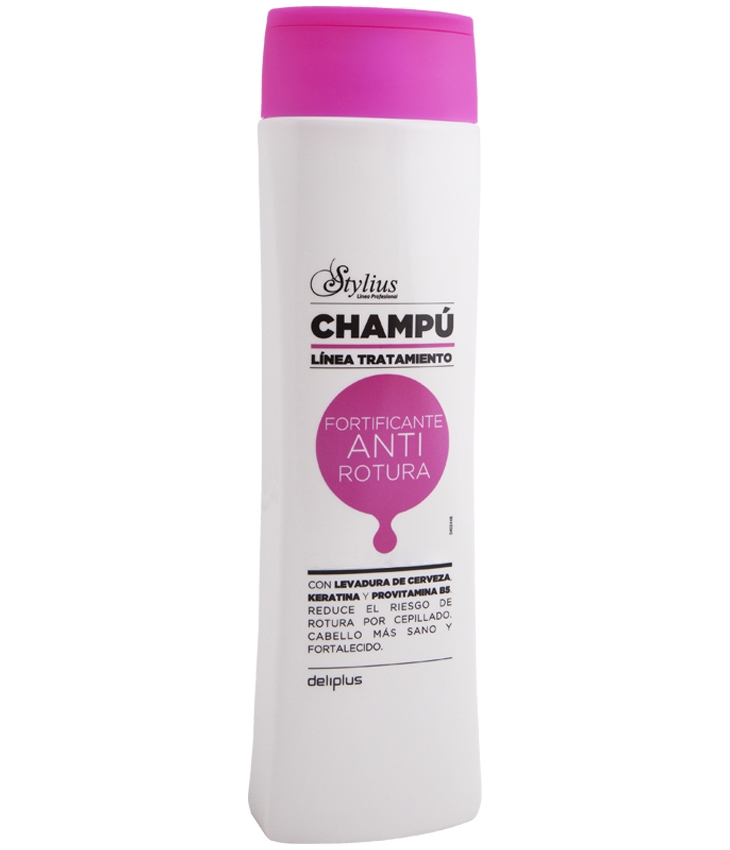 Stylius
Línea Profesional
CHAMPÚ
LÍNEA TRATAMIENTO
FORTIFICANTE
ANTI
ROTURA
CON LEVADURA DE CERVEZA,
KERATINA Y PROVITAMINA B5.
REDUCE EL RIESGO DE
ROTURA POR CEPILLADO.
CABELLO MÁS SANO Y
FORTALECIDO.
deliplus